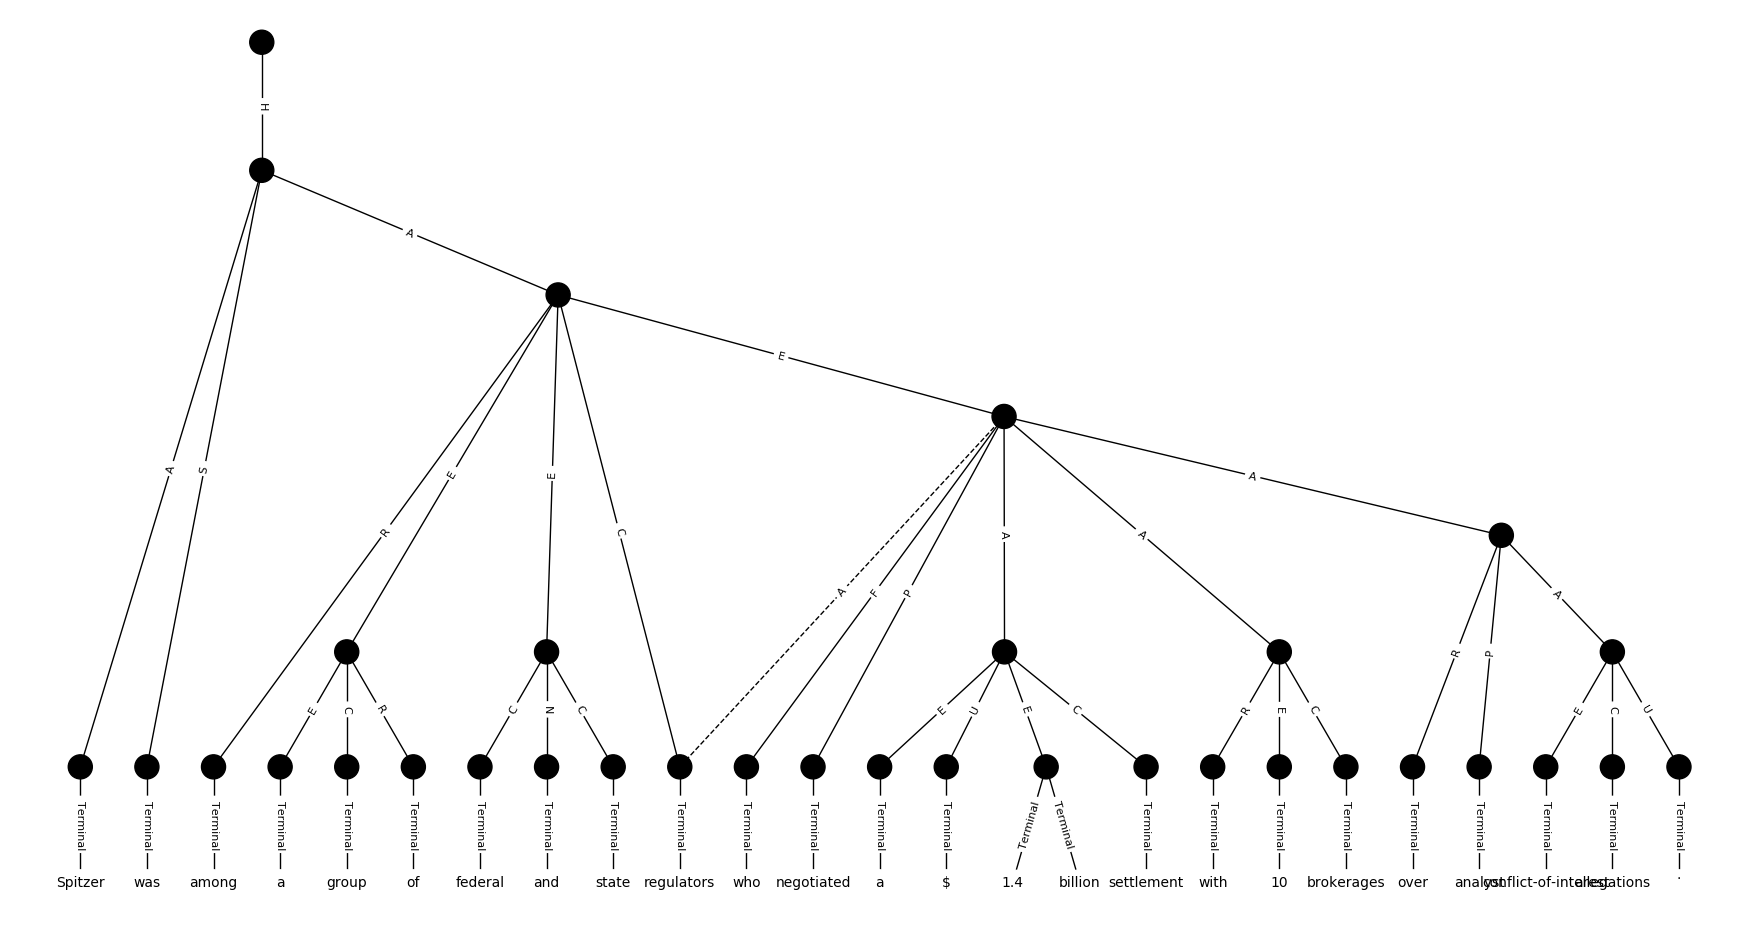 H
A
E
A S E E A A
R C A
A F P A
R P
E C R C N C E U E C R E C E C U
Terminal Terminal Terminal Terminal Terminal Terminal Terminal Terminal Terminal Terminal Terminal Terminal Terminal Terminal Terminal Terminal Terminal Terminal Terminal Terminal Terminal Terminal Terminal Terminal Terminal
Spitzer was among a group of federal and state regulators who negotiated a $ 1.4 billion settlement with 10 brokerages over analyst conflict-of-interest allegations .